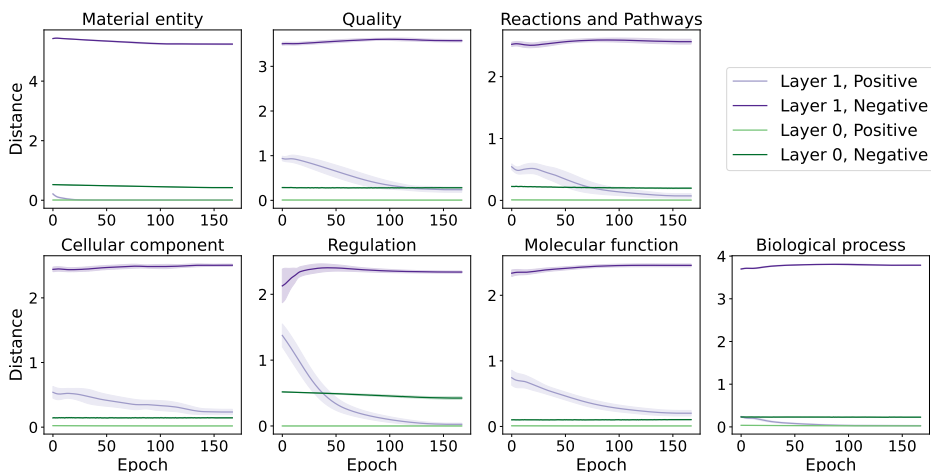 Material entity
Quality
Reactions and Pathways
Distance
4
2
0
0 50 100 150
3
2
1
0
0 50 100 150
2
1
0
0 50 100 150
Layer 1, Positive
Layer 1, Negative
Layer 0, Positive
Layer 0, Negative
Cellular component
Regulation
Molecular function
Biological process
Distance
2
1
0
0 50 100 150
Epoch
2
1
0
0 50 100 150
Epoch
2
1
0
0 50 100 150
Epoch
4
3
2
1
0
0 50 100 150
Epoch